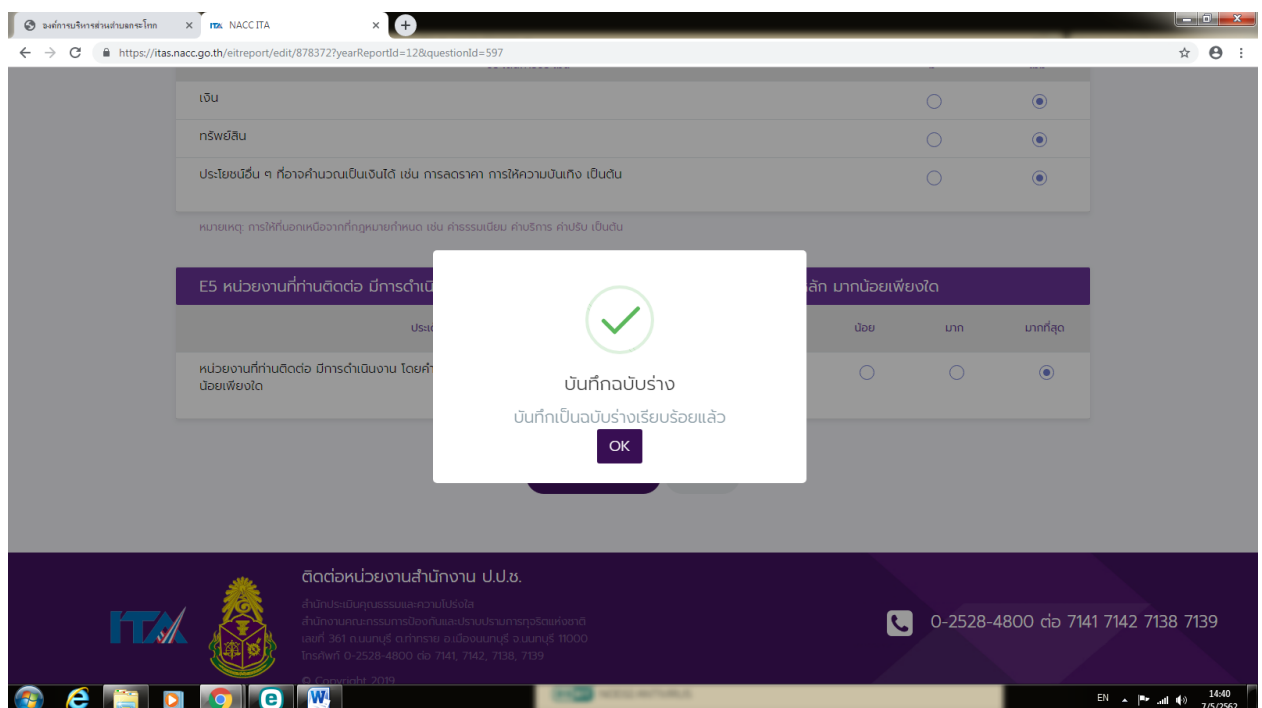 องค์การบริหารส่วนตำบลกระโทก
ITA NACC ITA
https://itas.nacc.go.th/eitreport/edit/878372?yearReportId=12&questionId=597
เงิน
ทรัพย์สิน
ประโยชน์อื่น ๆ ที่อาจคำนวณเป็นเงินได้ เช่น การลดราคา การให้ความบันเทิง เป็นต้น
หมายเหตุ: การให้ที่นอกเหนือจากที่กฎหมายกำหนด เช่น ค่าธรรมเนียม ค่าบริการ ค่าปรับ เป็นต้น
E5 หน่วยงานที่ท่านติดต่อ มีการดำเนิ
มากน้อยเพียงใด
น้อย มาก มากที่สุด
หน่วยงานที่ท่านติดต่อ มีการดำเนินงาน โดยคำ
น้อยเพียงใด
บันทึกฉบับร่าง
บันทึกเป็นฉบับร่างเรียบร้อยแล้ว
OK
ITA
ติดต่อหน่วยงานสำนักงาน ป.ป.ช.
สำนักประเมินคุณธรรมและความโปร่งใส
สำนักงานคณะกรรมการป้องกันและปราบปรามการทุจริตแห่งชาติ
เลขที่ 361 ถ.นนทบุรี ต.ท่าทราย อ.เมืองนนทบุรี จ.นนทบุรี 11000
โทรศัพท์ 0-2528-4800 ต่อ 7141, 7142, 7138, 7139
© Copyright 2019
0-2528-4800 ต่อ 7141 7142 7138 7139
EN
14:40
7/5/2562